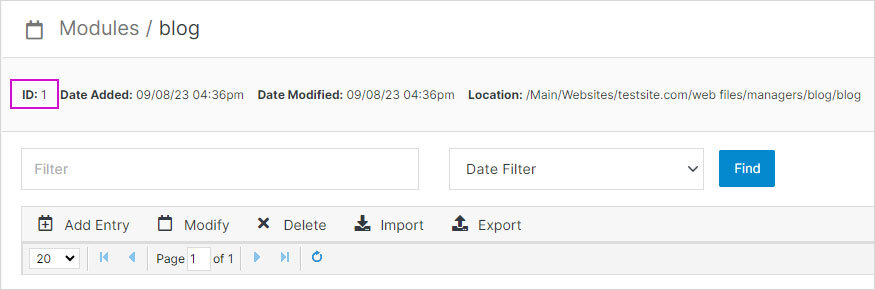 Modules / blog
ID: 1 Date Added: 09/08/23 04:36pm Date Modified: 09/08/23 04:36pm Location: /Main/Websites/testsite.com/web files/managers/blog/blog
Filter Date Filter Find
Add Entry Modify Delete Import Export
20 Page 1 of 1